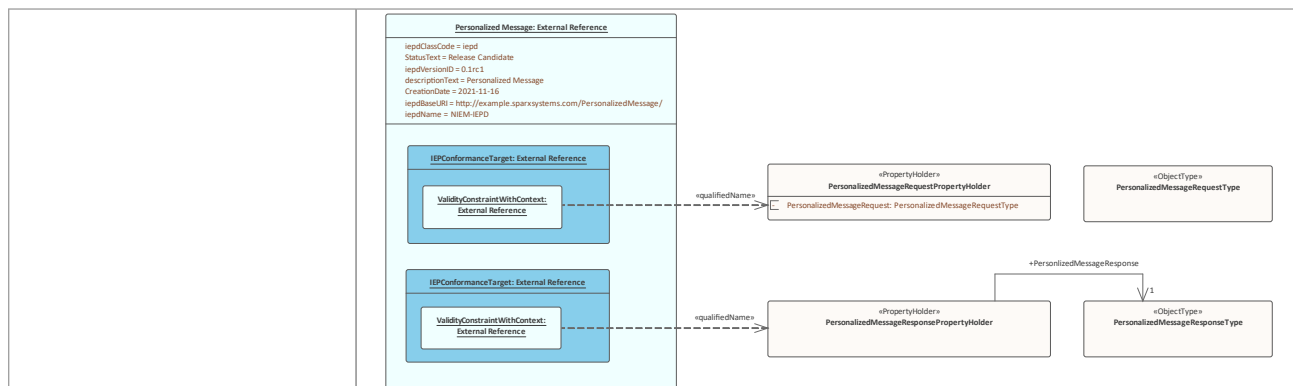 Personalized Message: External Reference
iepdClassCode = iepd
StatusText = Release Candidate
iepdVersionID = 0.1rc1
descriptionText = Personalized Message
CreationDate = 2021-11-16
iepdBaseURI = http://example.sparxsystems.com/PersonalizedMessage/
iepdName = NIEM-IEPD
IEPConformanceTarget: External Reference
ValidityConstraintWithContext:
External Reference
«qualifiedName»
«PropertyHolder»
PersonalizedMessageRequestPropertyHolder
- PersonalizedMessageRequest: PersonalizedMessageRequestType
«ObjectType»
PersonalizedMessageRequestType
IEPConformanceTarget: External Reference
ValidityConstraintWithContext:
External Reference
«qualifiedName»
+PersonlizedMessageResponse
1
«PropertyHolder»
PersonalizedMessageResponsePropertyHolder
«ObjectType»
PersonalizedMessageResponseType